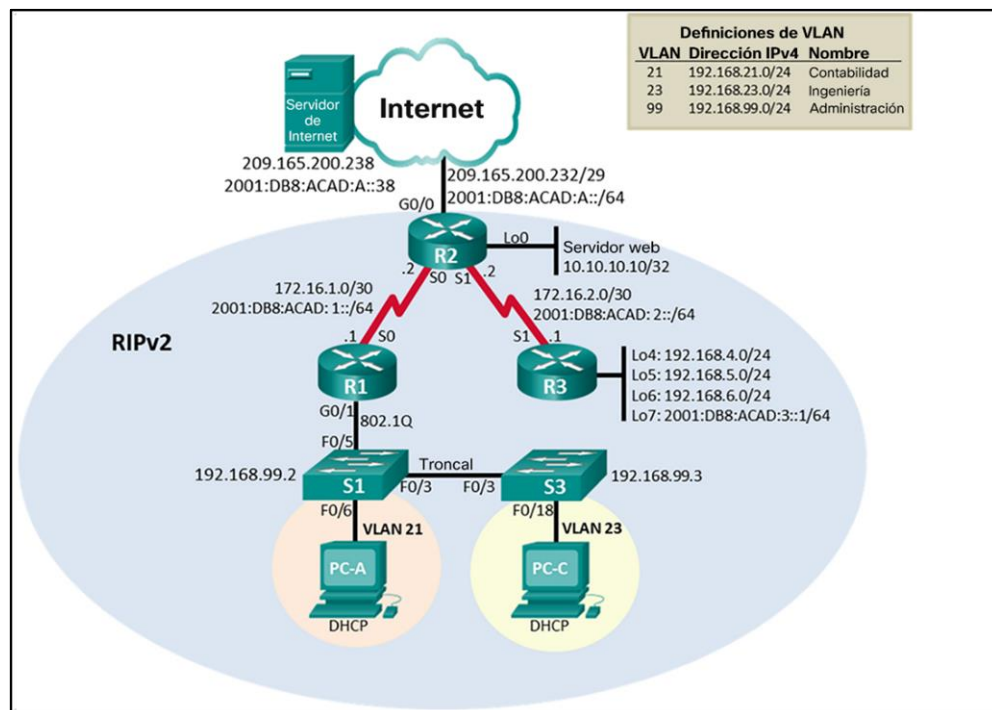 Definiciones de VLAN
VLAN Dirección IPv4 Nombre
21 192.168.21.0/24 Contabilidad
23 192.168.23.0/24 Ingeniería
99 192.168.99.0/24 Administración
Servidor
de
Internet
Internet
209.165.200.238
2001:DB8:ACAD:A::38
209.165.200.232/29
2001:DB8:ACAD:A::/64
G0/0
R2
Lo0
Servidor web
10.10.10.10/32
.2
S0
S1
.2
172.16.1.0/30
2001:DB8:ACAD: 1::/64
172.16.2.0/30
2001:DB8:ACAD: 2::/64
RIPv2
.1
S0
S1
.1
R1
R3
Lo4: 192.168.4.0/24
Lo5: 192.168.5.0/24
Lo6: 192.168.6.0/24
Lo7: 2001:DB8:ACAD:3::1/64
G0/1
802.1Q
F0/5
192.168.99.2
S1
Troncal
F0/3
F0/3
S3
192.168.99.3
F0/6
VLAN 21
F0/18
VLAN 23
PC-A
PC-C
DHCP
DHCP